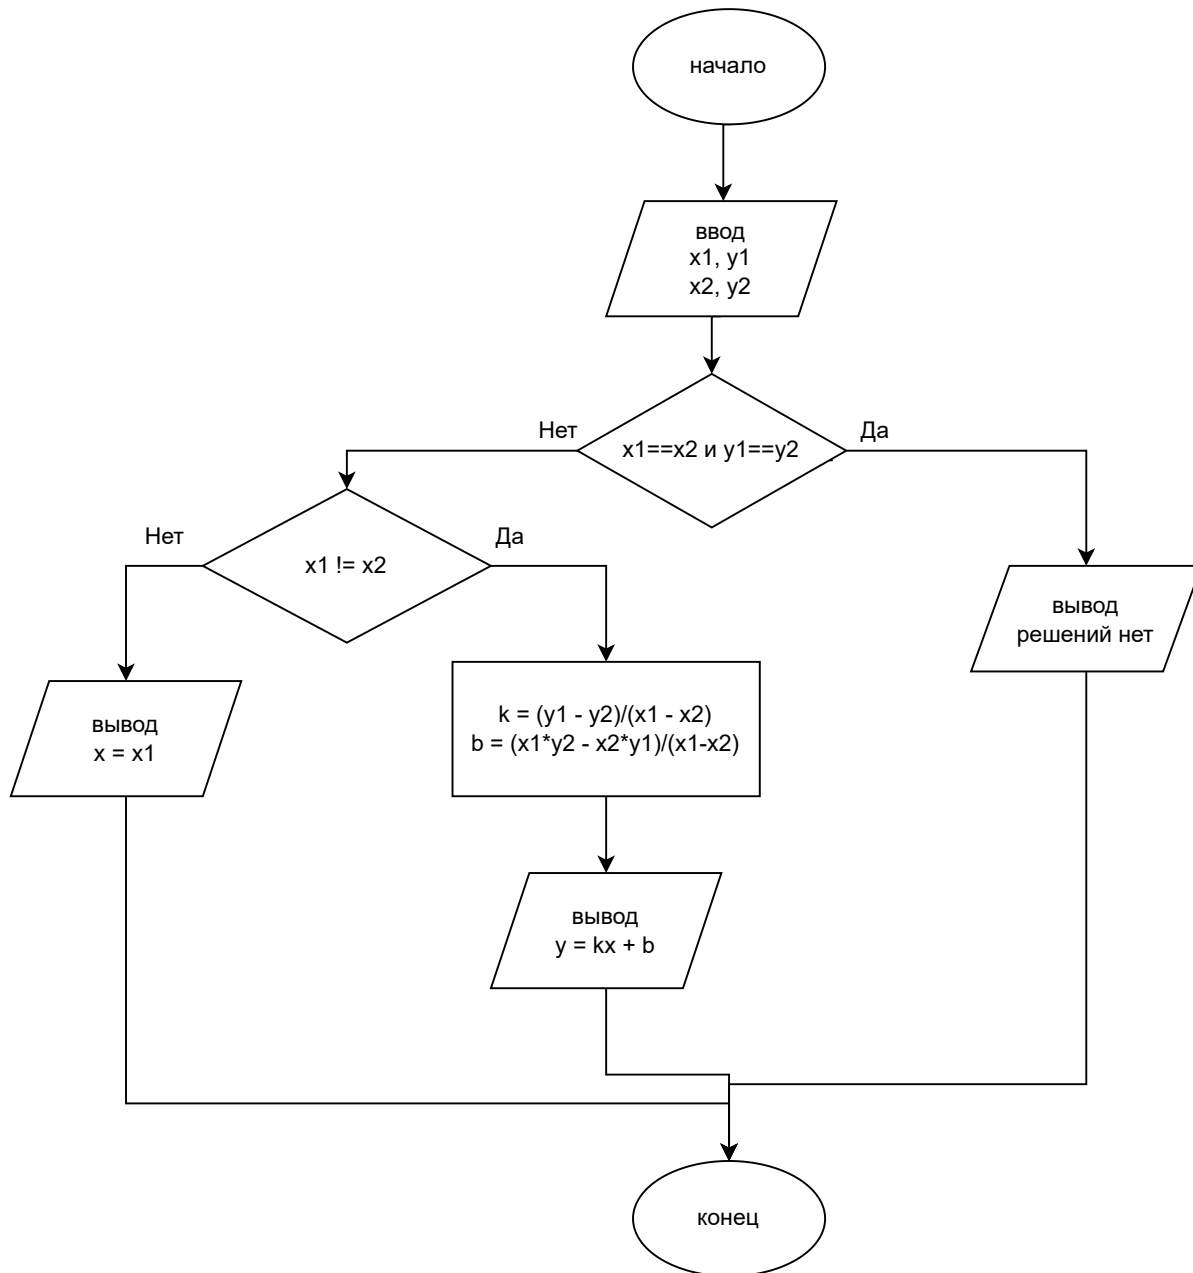 начало
ввод
x1, y1
x2, y2
Нет
Да
x1==x2 и y1==y2
Нет
Да
x1 != x2
вывод
решений нет
вывод
x = x1
k = (y1 - y2)/(x1 - x2)
b = (x1*y2 - x2*y1)/(x1-x2)
вывод
y = kx + b
конец